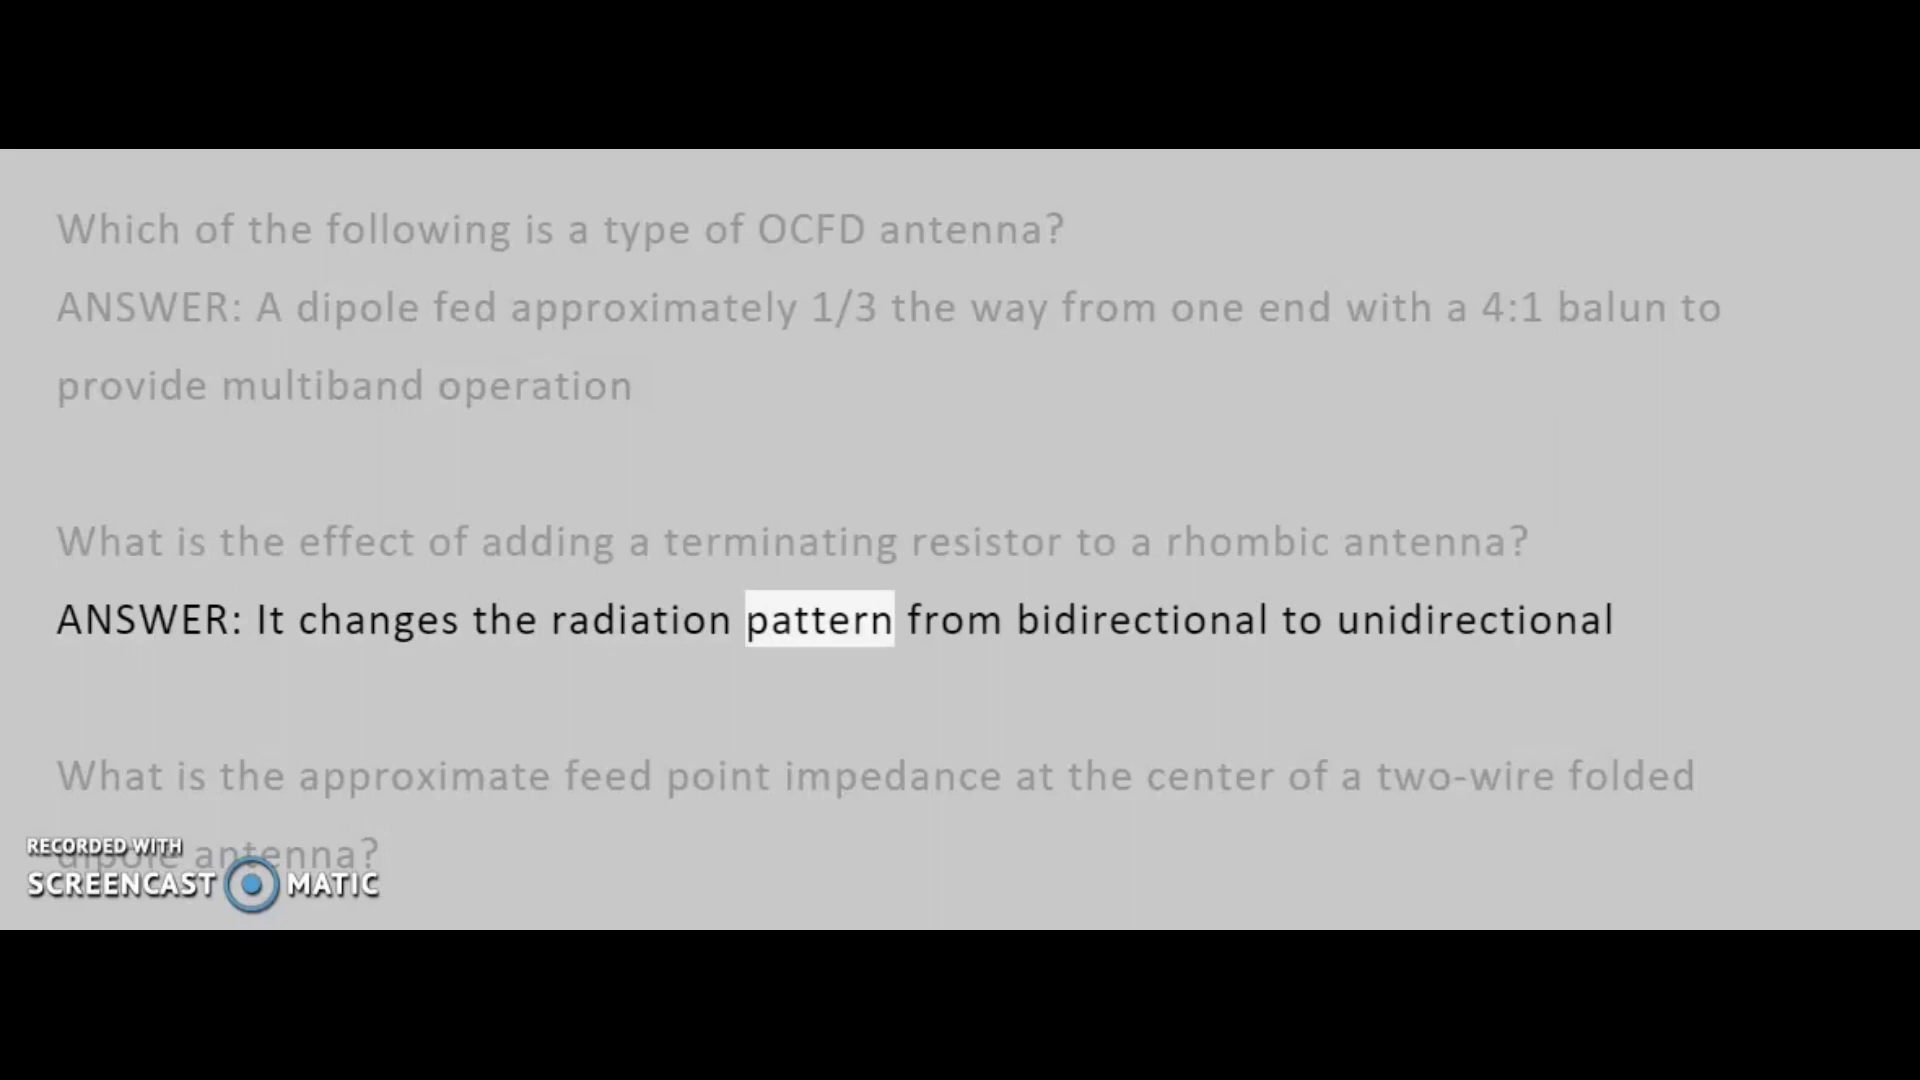 Which of the following is a type of OCFD antenna?
ANSWER: A dipole fed approximately 1/3 the way from one end with a 4:1 balun to
provide multiband operation
What is the effect of adding a terminating resistor to a rhombic antenna?
ANSWER: It changes the radiation pattern from bidirectional to unidirectional
What is the approximate feed point impedance at the center of a two-wire folded
dipole antenna?
RECORDED WITH
SCREENCAST MATIC